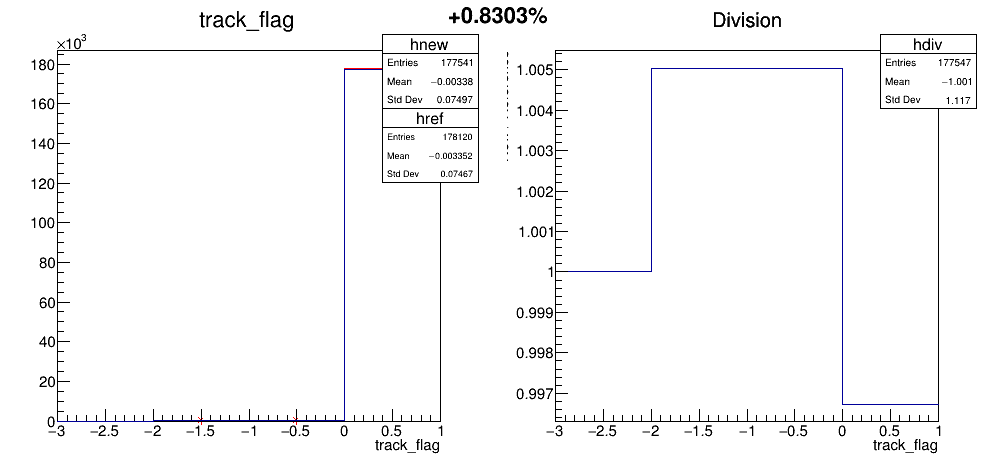 track_flag
+0.8303%
Division
×10³
hnew
Entries 177541
Mean −0.00338
Std Dev 0.07497
href
Entries 178120
Mean −0.003352
Std Dev 0.07467
180
160
140
120
100
80
60
40
20
0
−3 −2.5 −2 −1.5 −1 −0.5 0 0.5 1
track_flag
hdiv
Entries 177547
Mean −1.001
Std Dev 1.117
1.005
1.004
1.003
1.002
1.001
1
0.999
0.998
0.997
−3 −2.5 −2 −1.5 −1 −0.5 0 0.5 1
track_flag